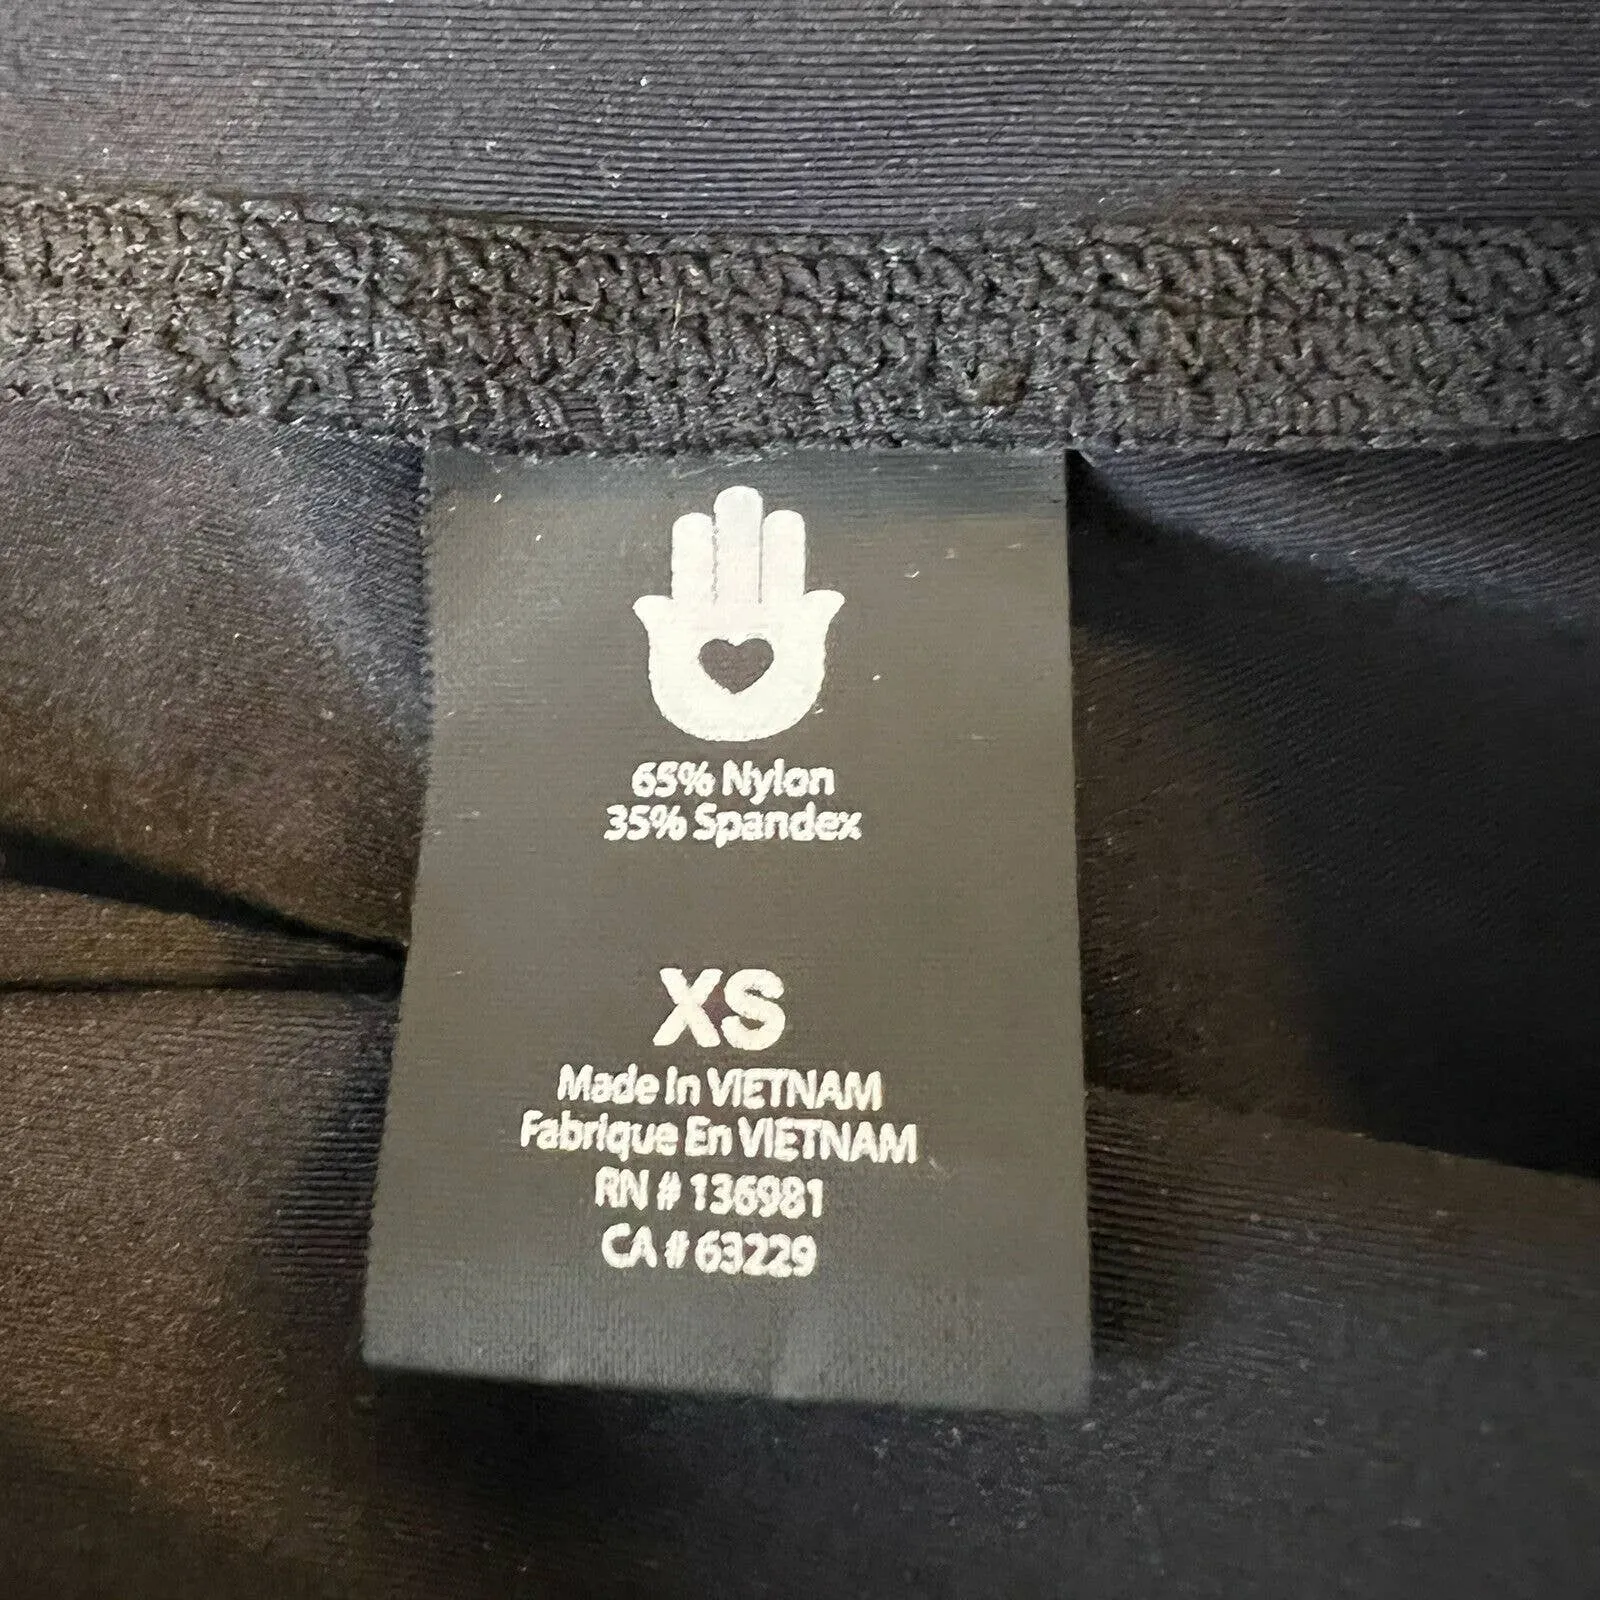 65% Nylon
35% Spandex
XS
Made In VIETNAM
Fabrique En VIETNAM
RN # 136981
CA # 63229